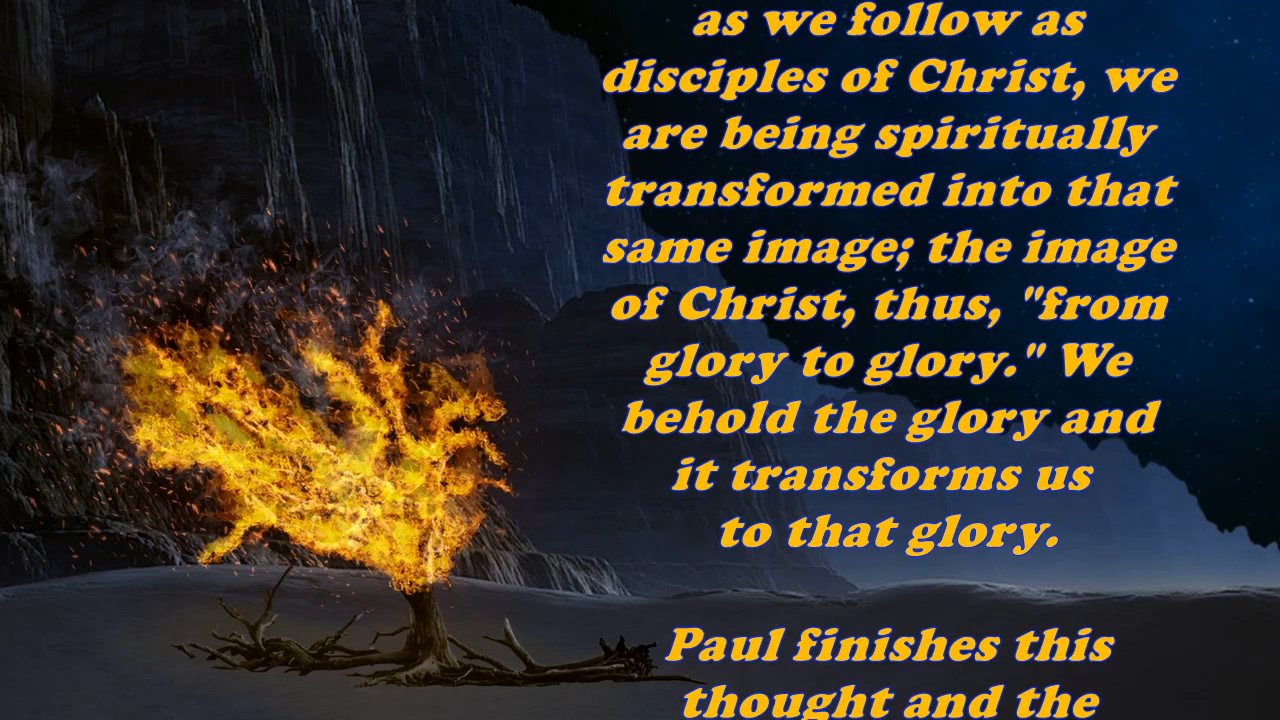 as we follow as
disciples of Christ, we
are being spiritually
transformed into that
same image; the image
of Christ, thus, "from
glory to glory." We
behold the glory and
it transforms us
to that glory.
Paul finishes this
thought and the